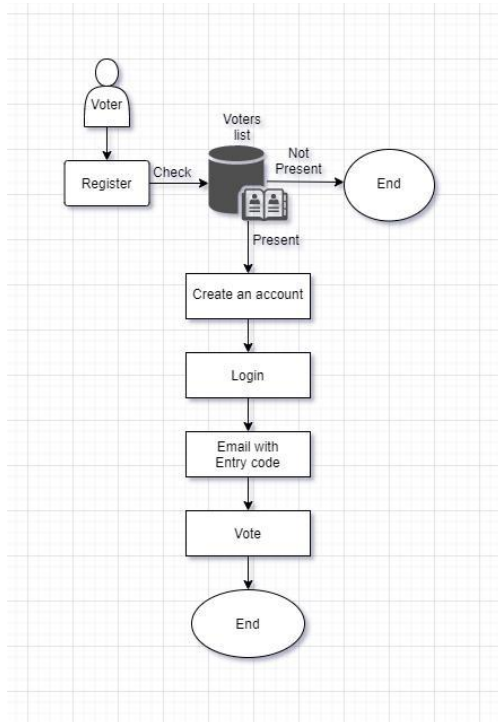 Voter
Voters
list
Register
Check
Not
Present
End
Present
Create an account
Login
Email with
Entry code
Vote
End